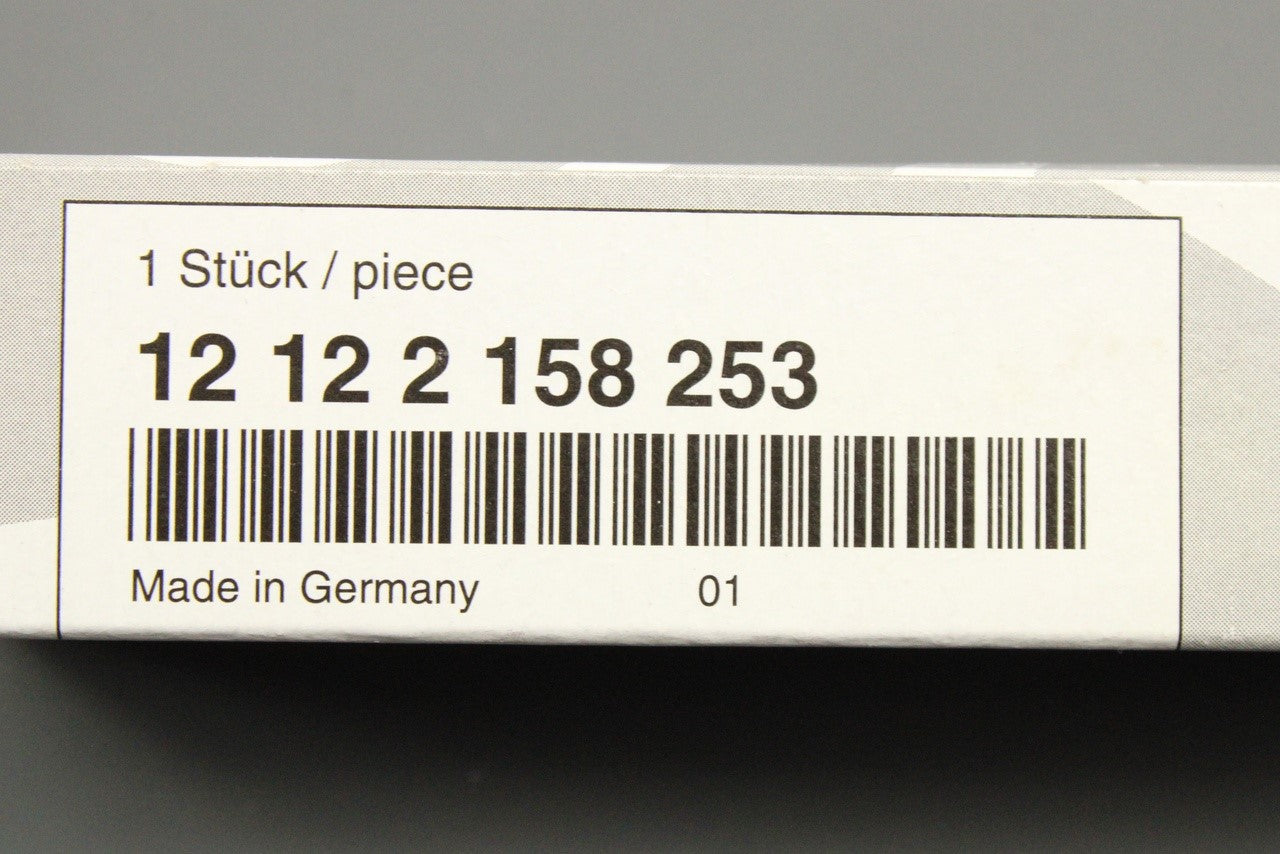 1 Stück / piece
12 12 2 158 253
Made in Germany 01